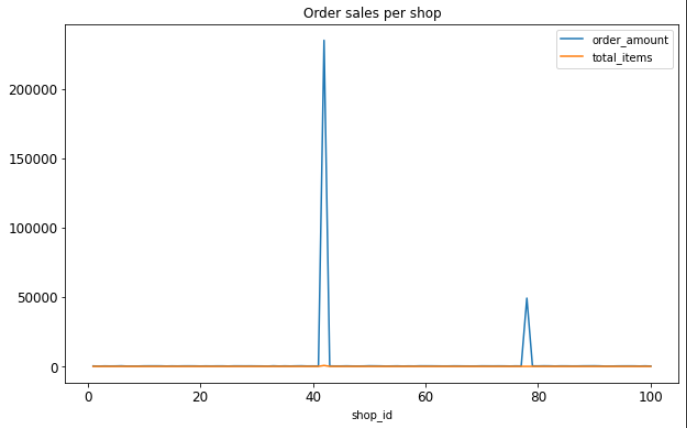 Order sales per shop
order_amount
total_items
200000
150000
100000
50000
0
0 20 40 60 80 100
shop_id